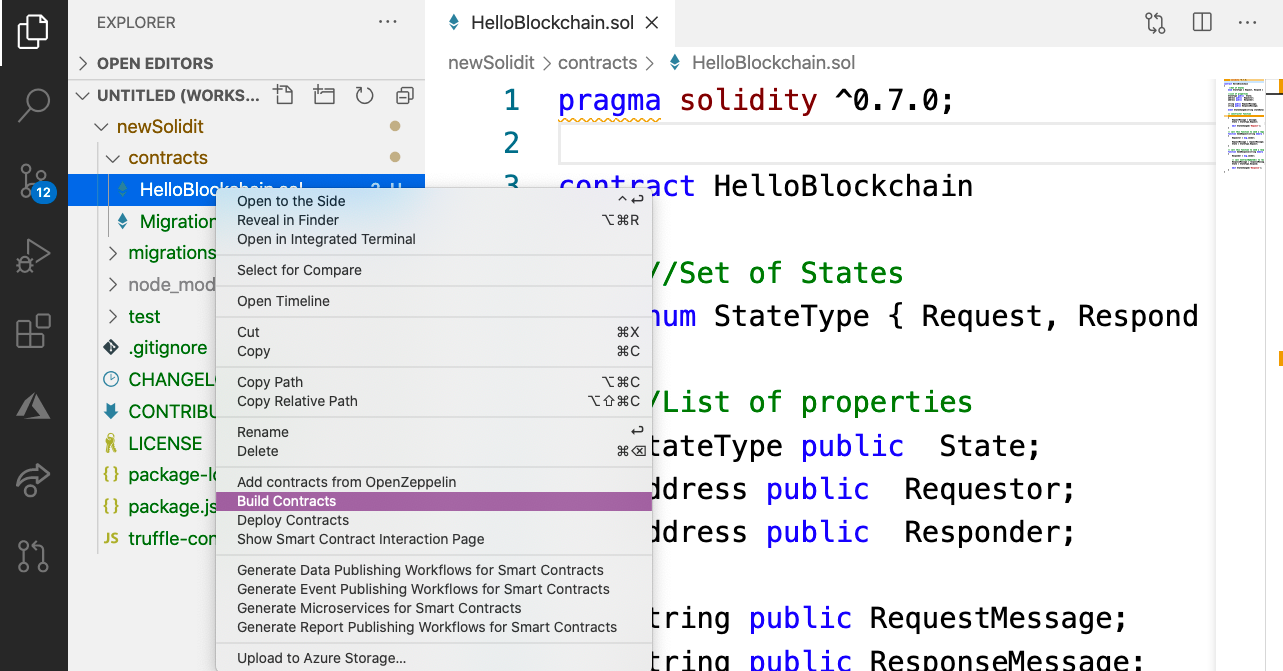 EXPLORER ···
HelloBlockchain.sol
OPEN EDITORS
newSolidit > contracts > HelloBlockchain.sol
UNTITLED (WORKS...
newSolidit
contracts
HelloBlockchain.sol 2, U
Migration
migrations
node_mod
test
.gitignore
CHANGEL
CONTRIBU
LICENSE
package-lo
package.js
JS truffle-con
12
Open to the Side ⌃↩
Reveal in Finder ⌥⌘R
Open in Integrated Terminal
Select for Compare
Open Timeline
Cut ⌘X
Copy ⌘C
Copy Path ⌥⌘C
Copy Relative Path ⌥⇧⌘C
Rename ↩
Delete ⌘⌫
Add contracts from OpenZeppelin
Build Contracts
Deploy Contracts
Show Smart Contract Interaction Page
Generate Data Publishing Workflows for Smart Contracts
Generate Event Publishing Workflows for Smart Contracts
Generate Microservices for Smart Contracts
Generate Report Publishing Workflows for Smart Contracts
Upload to Azure Storage...
1 pragma solidity ^0.7.0;
2
3 contract HelloBlockchain
//Set of States
num StateType { Request, Respond
/List of properties
tateType public State;
ddress public Requestor;
ddress public Responder;
tring public RequestMessage;
tring public ResponseMessage;